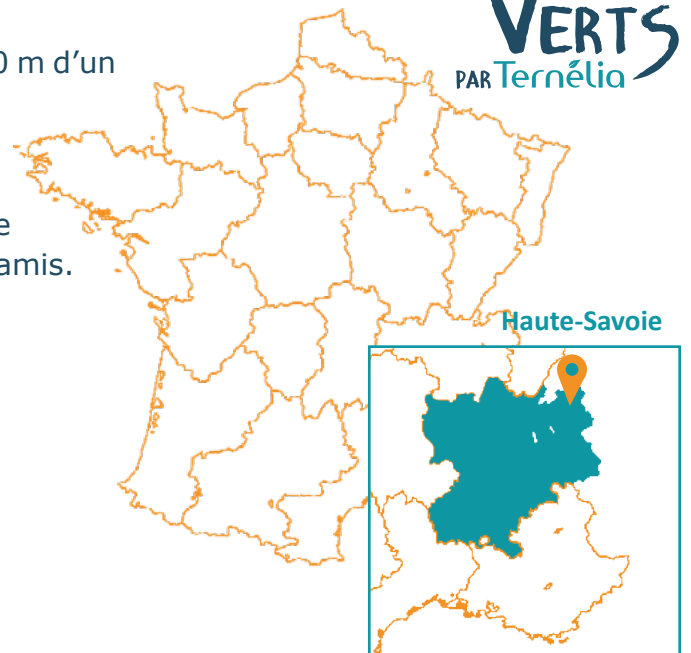 VERTS
PAR Ternélia
0 m d’un
e
amis.
Haute-Savoie